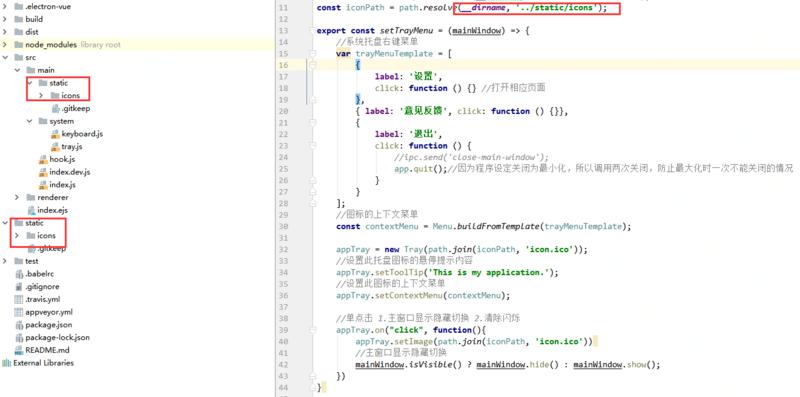 .electron-vue
build
dist
node_modules library root
src
main
static
icons
.gitkeep
system
keyboard.js
tray.js
hook.js
index.dev.js
index.js
renderer
index.ejs
static
icons
.gitkeep
test
.babelrc
.gitignore
.travis.yml
appveyor.yml
package.json
package-lock.json
README.md
External Libraries
11 const iconPath = path.resolve(__dirname, '../static/icons');
12
13 export const setTrayMenu = (mainWindow) => {
14 //系统托盘右键菜单
15 var trayMenuTemplate = [
16 {
17 label: '设置',
18 click: function () {} //打开相应页面
19 },
20 { label: '意见反馈', click: function () {}},
21 {
22 label: '退出',
23 click: function () {
24 //ipc.send('close-main-window');
25 app.quit();//因为程序设定关闭为最小化，所以调用两次关闭，防止最大化时一次不能关闭的情况
26 }
27 }
28 ];
29 //图标的上下文菜单
30 const contextMenu = Menu.buildFromTemplate(trayMenuTemplate);
31
32 appTray = new Tray(path.join(iconPath, 'icon.ico'));
33 //设置此托盘图标的悬停提示内容
34 appTray.setToolTip('This is my application.');
35 //设置此图标的上下文菜单
36 appTray.setContextMenu(contextMenu);
37
38 //单点击 1.主窗口显示隐藏切换 2.清除闪烁
39 appTray.on("click", function(){
40 appTray.setImage(path.join(iconPath, 'icon.ico'))
41 //主窗口显示隐藏切换
42 mainWindow.isVisible() ? mainWindow.hide() : mainWindow.show();
43 })
44 }